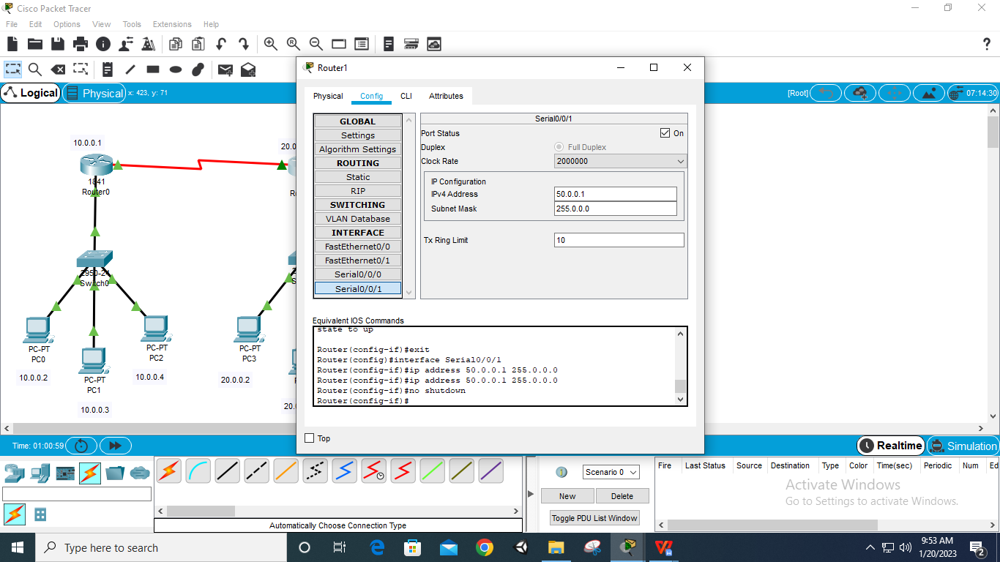 Cisco Packet Tracer
File Edit Options View Tools Extensions Help
Logical
Physical
x: 423, y: 71
[Root]
07:14:30
10.0.0.1
1841
Router0
2950-24
Switch0
PC-PT
PC0
10.0.0.2
PC-PT
PC1
10.0.0.3
PC-PT
PC2
10.0.0.4
PC-PT
PC3
20.0.0.2
Router1
Physical Config CLI Attributes
GLOBAL
Settings
Algorithm Settings
ROUTING
Static
RIP
SWITCHING
VLAN Database
INTERFACE
FastEthernet0/0
FastEthernet0/1
Serial0/0/0
Serial0/0/1
Serial0/0/1
Port Status On
Duplex Full Duplex
Clock Rate 2000000
IP Configuration
IPv4 Address 50.0.0.1
Subnet Mask 255.0.0.0
Tx Ring Limit 10
Equivalent IOS Commands
state to up
Router(config-if)#exit
Router(config)#interface Serial0/0/1
Router(config-if)#ip address 50.0.0.1 255.0.0.0
Router(config-if)#ip address 50.0.0.1 255.0.0.0
Router(config-if)#no shutdown
Router(config-if)#
Top
Time: 01:00:59
Realtime
Simulation
Automatically Choose Connection Type
Scenario 0
New Delete
Toggle PDU List Window
Fire Last Status Source Destination Type Color Time(sec) Periodic Num Ed
Activate Windows
Go to Settings to activate Windows.
Type here to search
9:53 AM
1/20/2023
2